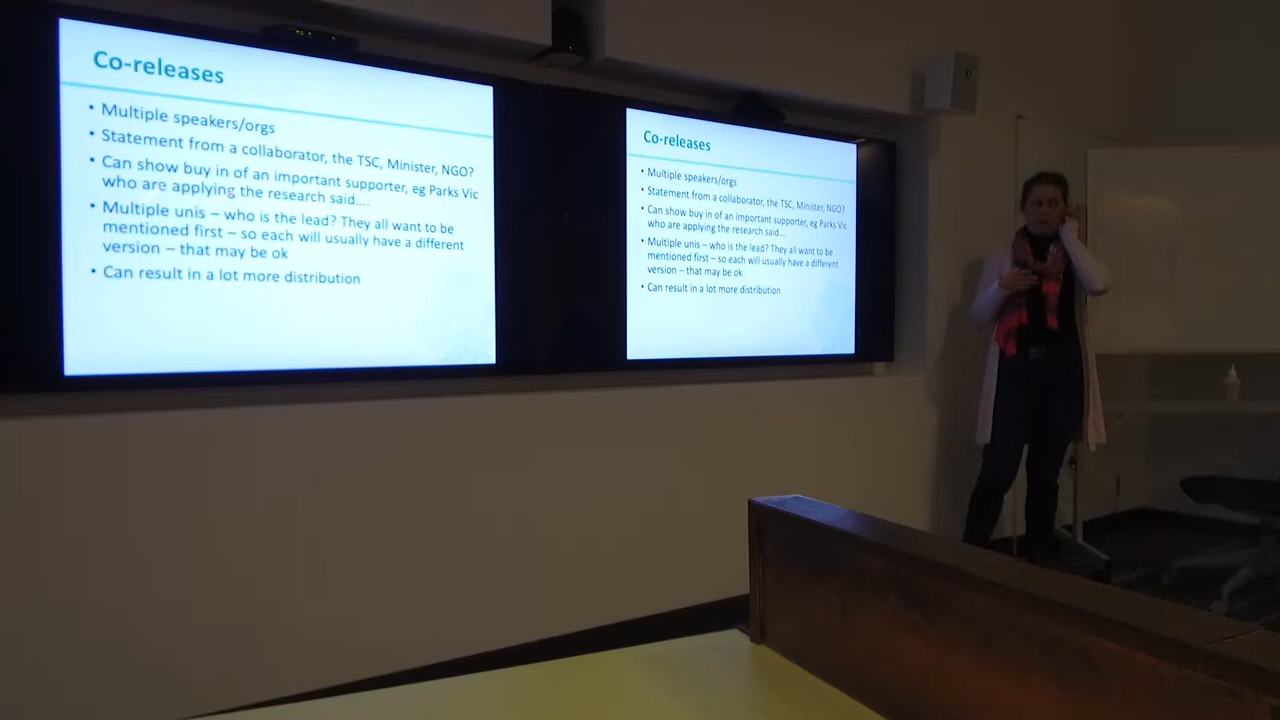 Co-releases
• Multiple speakers/orgs
• Statement from a collaborator, the TSC, Minister, NGO?
• Can show buy in of an important supporter, eg Parks Vic
who are applying the research said....
• Multiple unis – who is the lead? They all want to be
mentioned first – so each will usually have a different
version – that may be ok
• Can result in a lot more distribution
Co-releases
• Multiple speakers/orgs
• Statement from a collaborator, the TSC, Minister, NGO?
• Can show buy in of an important supporter, eg Parks Vic
who are applying the research said....
• Multiple unis – who is the lead? They all want to be
mentioned first – so each will usually have a different
version – that may be ok
• Can result in a lot more distribution